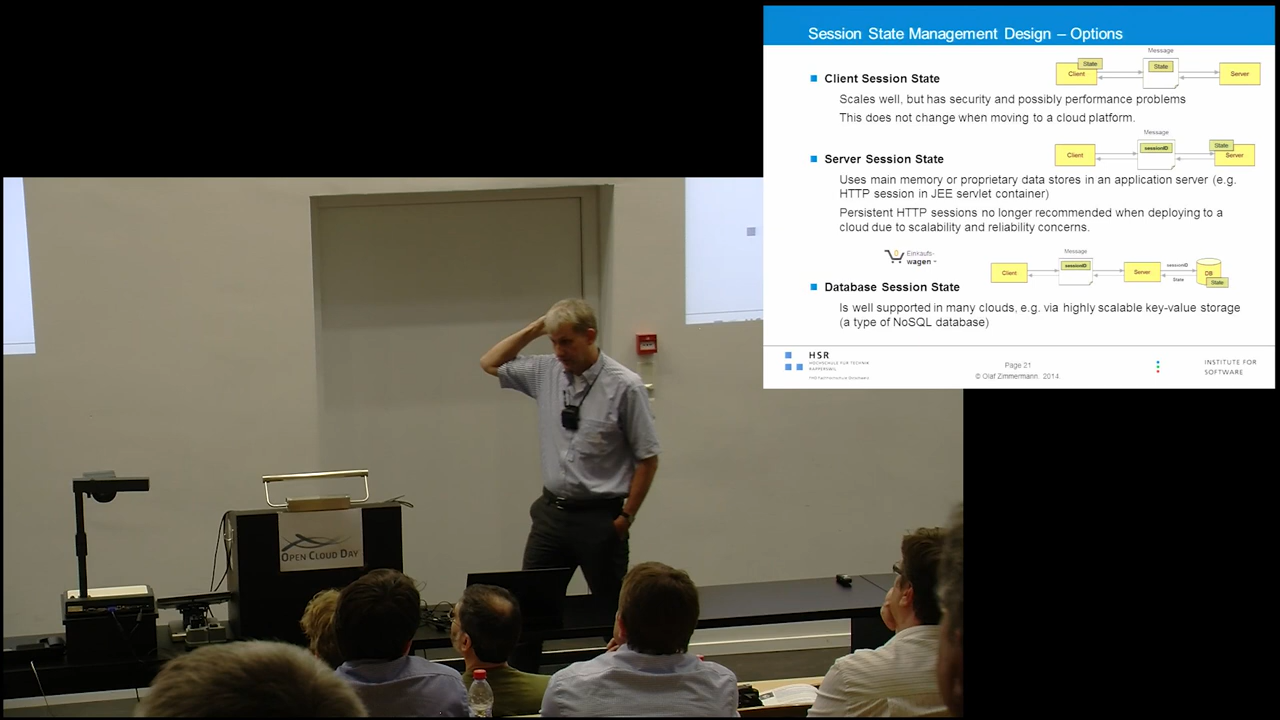 Session State Management Design – Options
Message
State
State
Client
Server
Client Session State
Scales well, but has security and possibly performance problems
This does not change when moving to a cloud platform.
Message
sessionID
State
Client
Server
Server Session State
Uses main memory or proprietary data stores in an application server (e.g.
HTTP session in JEE servlet container)
Persistent HTTP sessions no longer recommended when deploying to a
cloud due to scalability and reliability concerns.
Einkaufs-
wagen
Message
sessionID
Client
Server
sessionID
State
DB
State
Database Session State
Is well supported in many clouds, e.g. via highly scalable key-value storage
(a type of NoSQL database)
HSR
HOCHSCHULE FÜR TECHNIK
RAPPERSWIL
Page 21
© Olaf Zimmermann, 2014
INSTITUTE FOR
SOFTWARE
OPEN CLOUD DAY